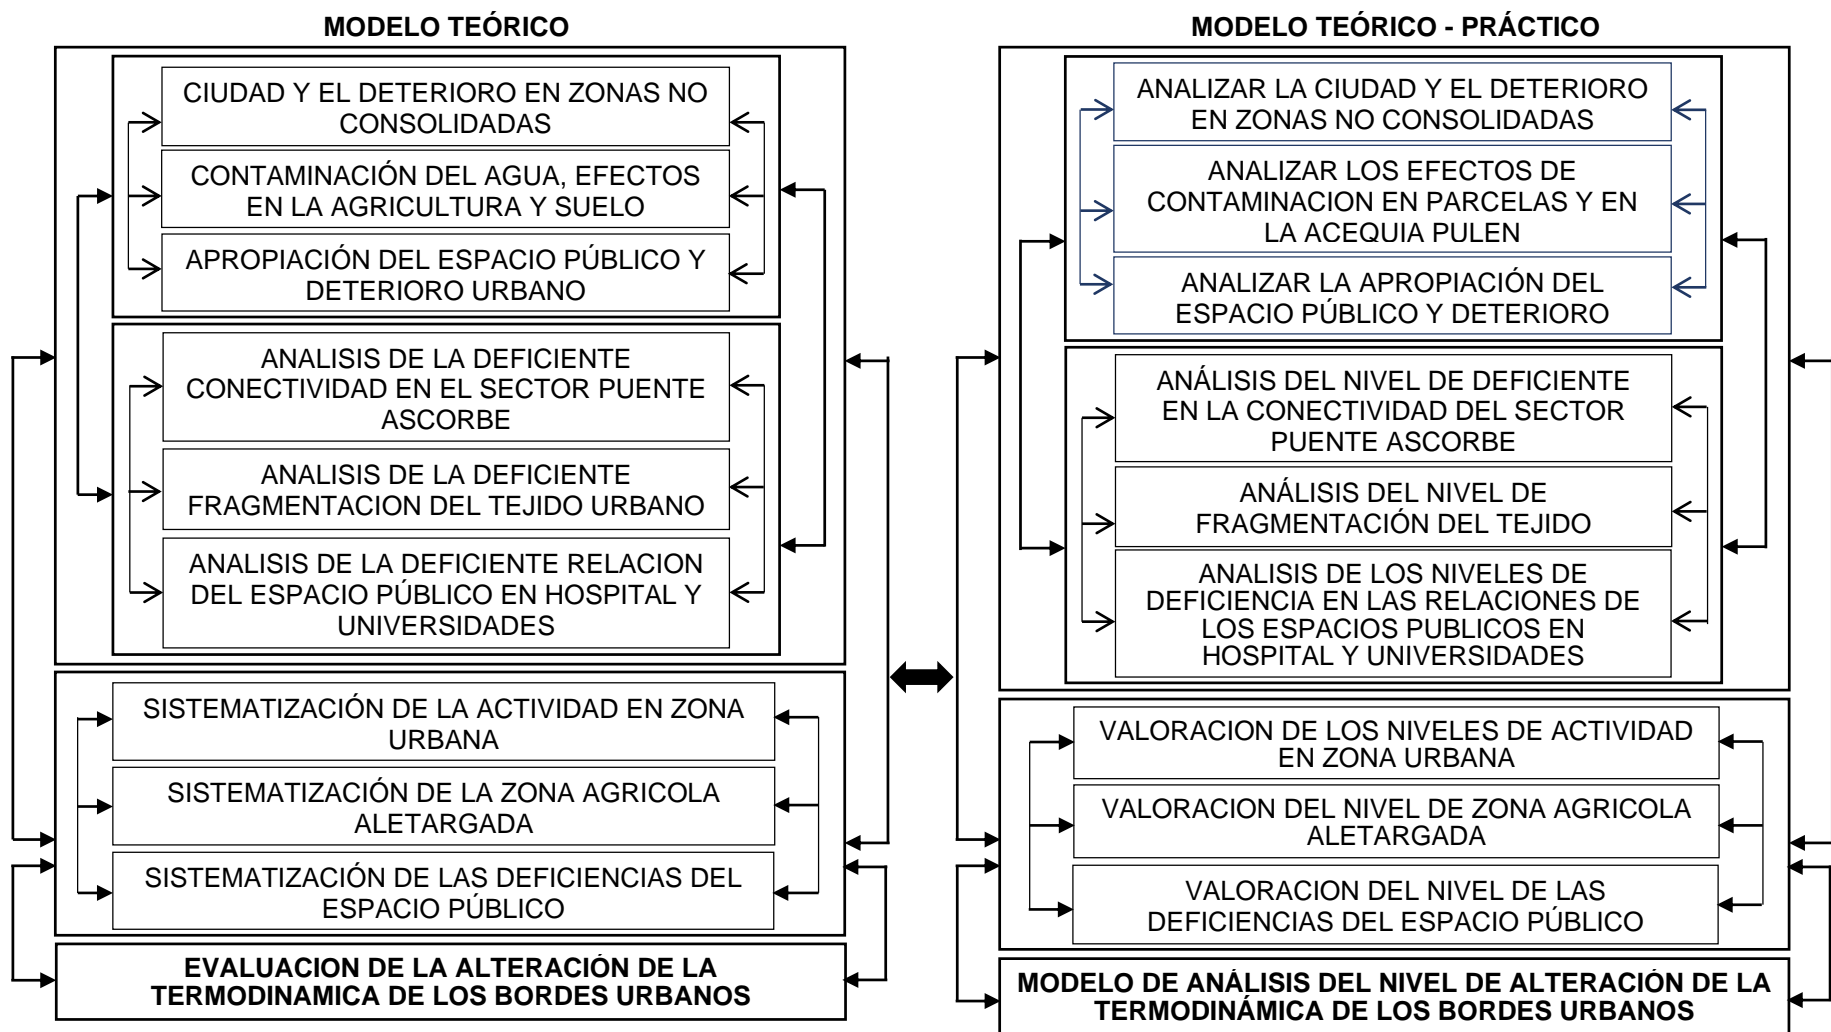 MODELO TEÓRICO
CIUDAD Y EL DETERIORO EN ZONAS NO
CONSOLIDADAS
CONTAMINACIÓN DEL AGUA, EFECTOS
EN LA AGRICULTURA Y SUELO
APROPIACIÓN DEL ESPACIO PÚBLICO Y
DETERIORO URBANO
ANALISIS DE LA DEFICIENTE
CONECTIVIDAD EN EL SECTOR PUENTE
ASCORBE
ANALISIS DE LA DEFICIENTE
FRAGMENTACION DEL TEJIDO URBANO
ANALISIS DE LA DEFICIENTE RELACION
DEL ESPACIO PÚBLICO EN HOSPITAL Y
UNIVERSIDADES
SISTEMATIZACIÓN DE LA ACTIVIDAD EN ZONA
URBANA
SISTEMATIZACIÓN DE LA ZONA AGRICOLA
ALETARGADA
SISTEMATIZACIÓN DE LAS DEFICIENCIAS DEL
ESPACIO PÚBLICO
EVALUACION DE LA ALTERACIÓN DE LA
TERMODINAMICA DE LOS BORDES URBANOS
MODELO TEÓRICO - PRÁCTICO
ANALIZAR LA CIUDAD Y EL DETERIORO
EN ZONAS NO CONSOLIDADAS
ANALIZAR LOS EFECTOS DE
CONTAMINACION EN PARCELAS Y EN
LA ACEQUIA PULEN
ANALIZAR LA APROPIACIÓN DEL
ESPACIO PÚBLICO Y DETERIORO
ANÁLISIS DEL NIVEL DE DEFICIENTE
EN LA CONECTIVIDAD DEL SECTOR
PUENTE ASCORBE
ANÁLISIS DEL NIVEL DE
FRAGMENTACIÓN DEL TEJIDO
ANALISIS DE LOS NIVELES DE
DEFICIENCIA EN LAS RELACIONES DE
LOS ESPACIOS PUBLICOS EN
HOSPITAL Y UNIVERSIDADES
VALORACION DE LOS NIVELES DE ACTIVIDAD
EN ZONA URBANA
VALORACION DEL NIVEL DE ZONA AGRICOLA
ALETARGADA
VALORACION DEL NIVEL DE LAS
DEFICIENCIAS DEL ESPACIO PÚBLICO
MODELO DE ANÁLISIS DEL NIVEL DE ALTERACIÓN DE LA
TERMODINÁMICA DE LOS BORDES URBANOS